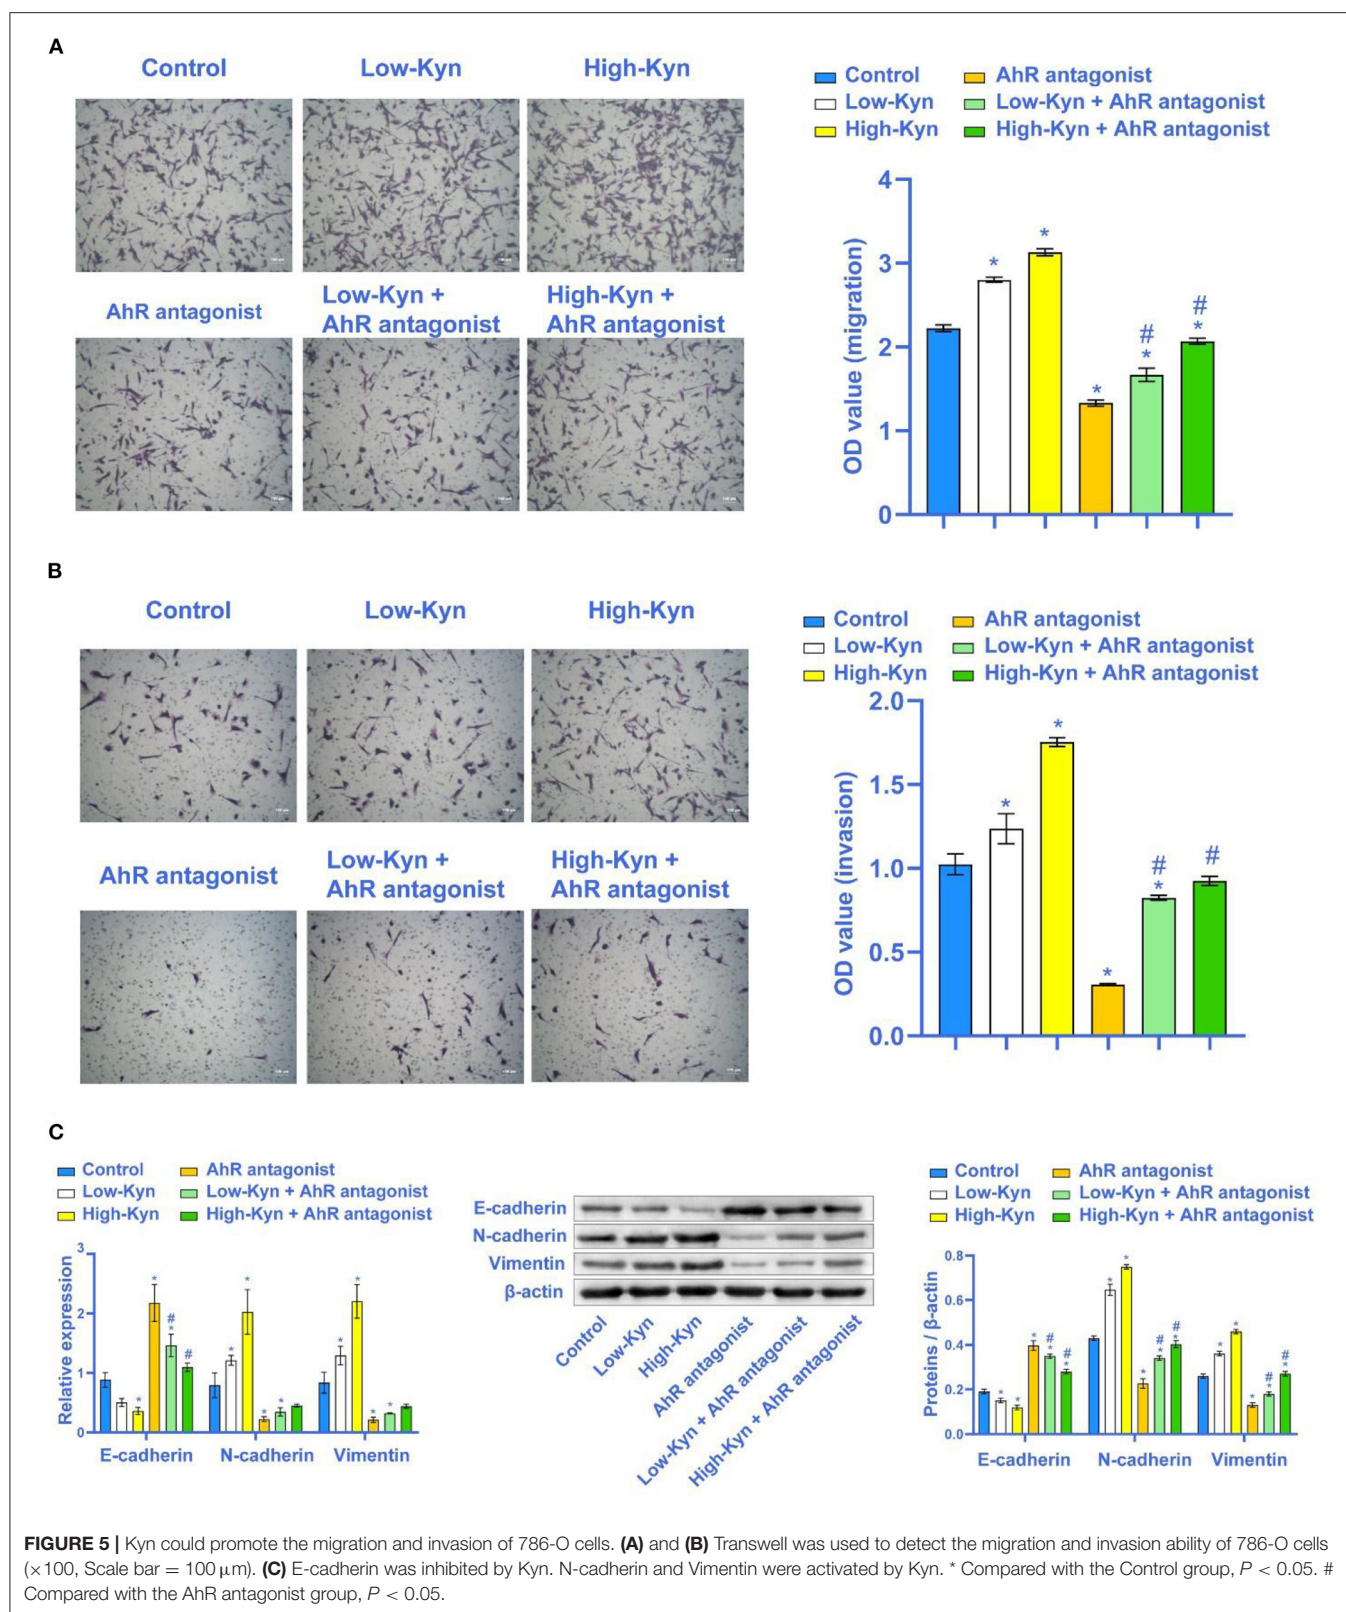 A
Control
Low-Kyn
High-Kyn
AhR antagonist
Low-Kyn +
AhR antagonist
High-Kyn +
AhR antagonist
Control
AhR antagonist
Low-Kyn
Low-Kyn + AhR antagonist
High-Kyn
High-Kyn + AhR antagonist
OD value (migration)
4
3
2
1
0
*
*
*
#
*
#
*
B
Control
Low-Kyn
High-Kyn
AhR antagonist
Low-Kyn +
AhR antagonist
High-Kyn +
AhR antagonist
Control
AhR antagonist
Low-Kyn
Low-Kyn + AhR antagonist
High-Kyn
High-Kyn + AhR antagonist
OD value (invasion)
2.0
1.5
1.0
0.5
0.0
*
*
*
#
*
#
C
Control
AhR antagonist
Low-Kyn
Low-Kyn + AhR antagonist
High-Kyn
High-Kyn + AhR antagonist
Relative expression
3
2
1
0
E-cadherin
N-cadherin
Vimentin
E-cadherin
N-cadherin
Vimentin
β-actin
Control
Low-Kyn
High-Kyn
AhR antagonist
Low-Kyn + AhR antagonist
High-Kyn + AhR antagonist
Control
AhR antagonist
Low-Kyn
Low-Kyn + AhR antagonist
High-Kyn
High-Kyn + AhR antagonist
Proteins / β-actin
0.8
0.6
0.4
0.2
0.0
E-cadherin
N-cadherin
Vimentin
FIGURE 5 | Kyn could promote the migration and invasion of 786-O cells. (A) and (B) Transwell was used to detect the migration and invasion ability of 786-O cells
(×100, Scale bar = 100 μm). (C) E-cadherin was inhibited by Kyn. N-cadherin and Vimentin were activated by Kyn. * Compared with the Control group, P < 0.05. #
Compared with the AhR antagonist group, P < 0.05.